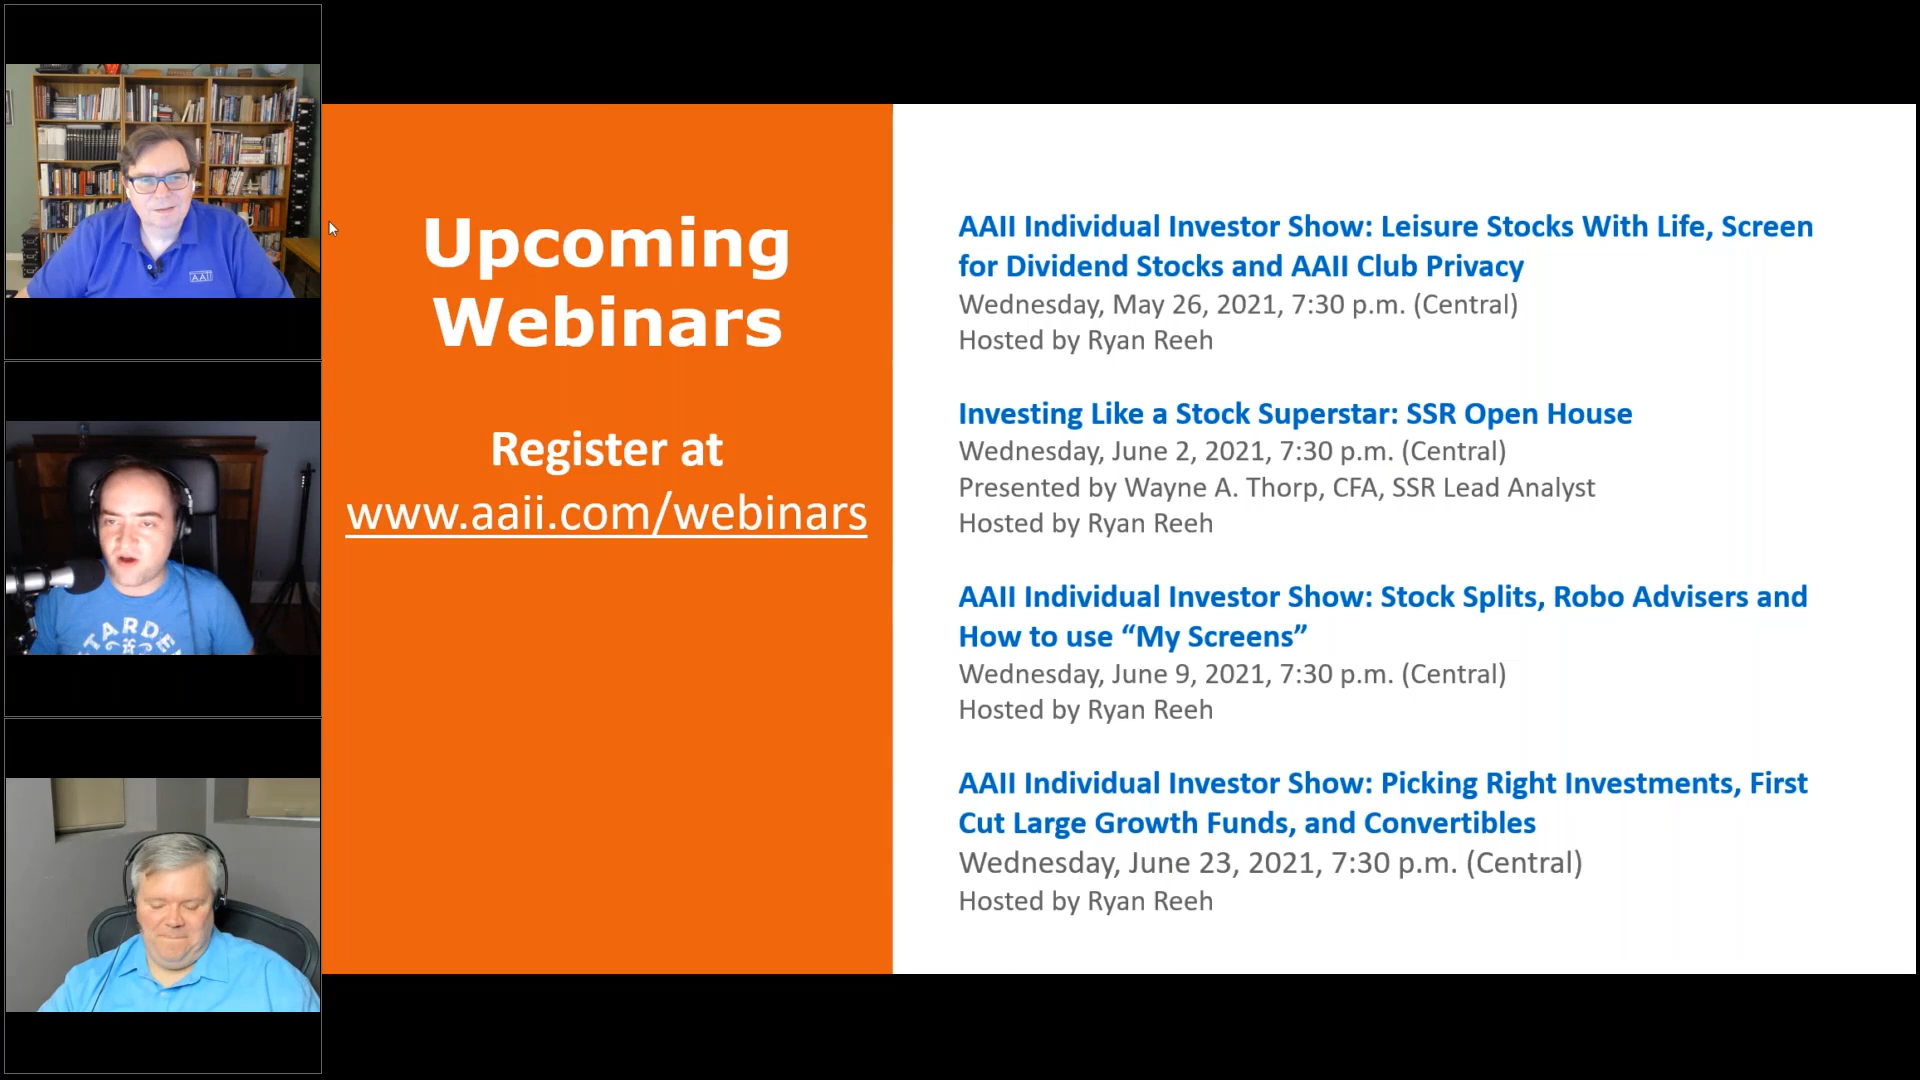 AAII
TARDE
Upcoming
Webinars
Register at
www.aaii.com/webinars
AAII Individual Investor Show: Leisure Stocks With Life, Screen
for Dividend Stocks and AAII Club Privacy
Wednesday, May 26, 2021, 7:30 p.m. (Central)
Hosted by Ryan Reeh
Investing Like a Stock Superstar: SSR Open House
Wednesday, June 2, 2021, 7:30 p.m. (Central)
Presented by Wayne A. Thorp, CFA, SSR Lead Analyst
Hosted by Ryan Reeh
AAII Individual Investor Show: Stock Splits, Robo Advisers and
How to use “My Screens”
Wednesday, June 9, 2021, 7:30 p.m. (Central)
Hosted by Ryan Reeh
AAII Individual Investor Show: Picking Right Investments, First
Cut Large Growth Funds, and Convertibles
Wednesday, June 23, 2021, 7:30 p.m. (Central)
Hosted by Ryan Reeh